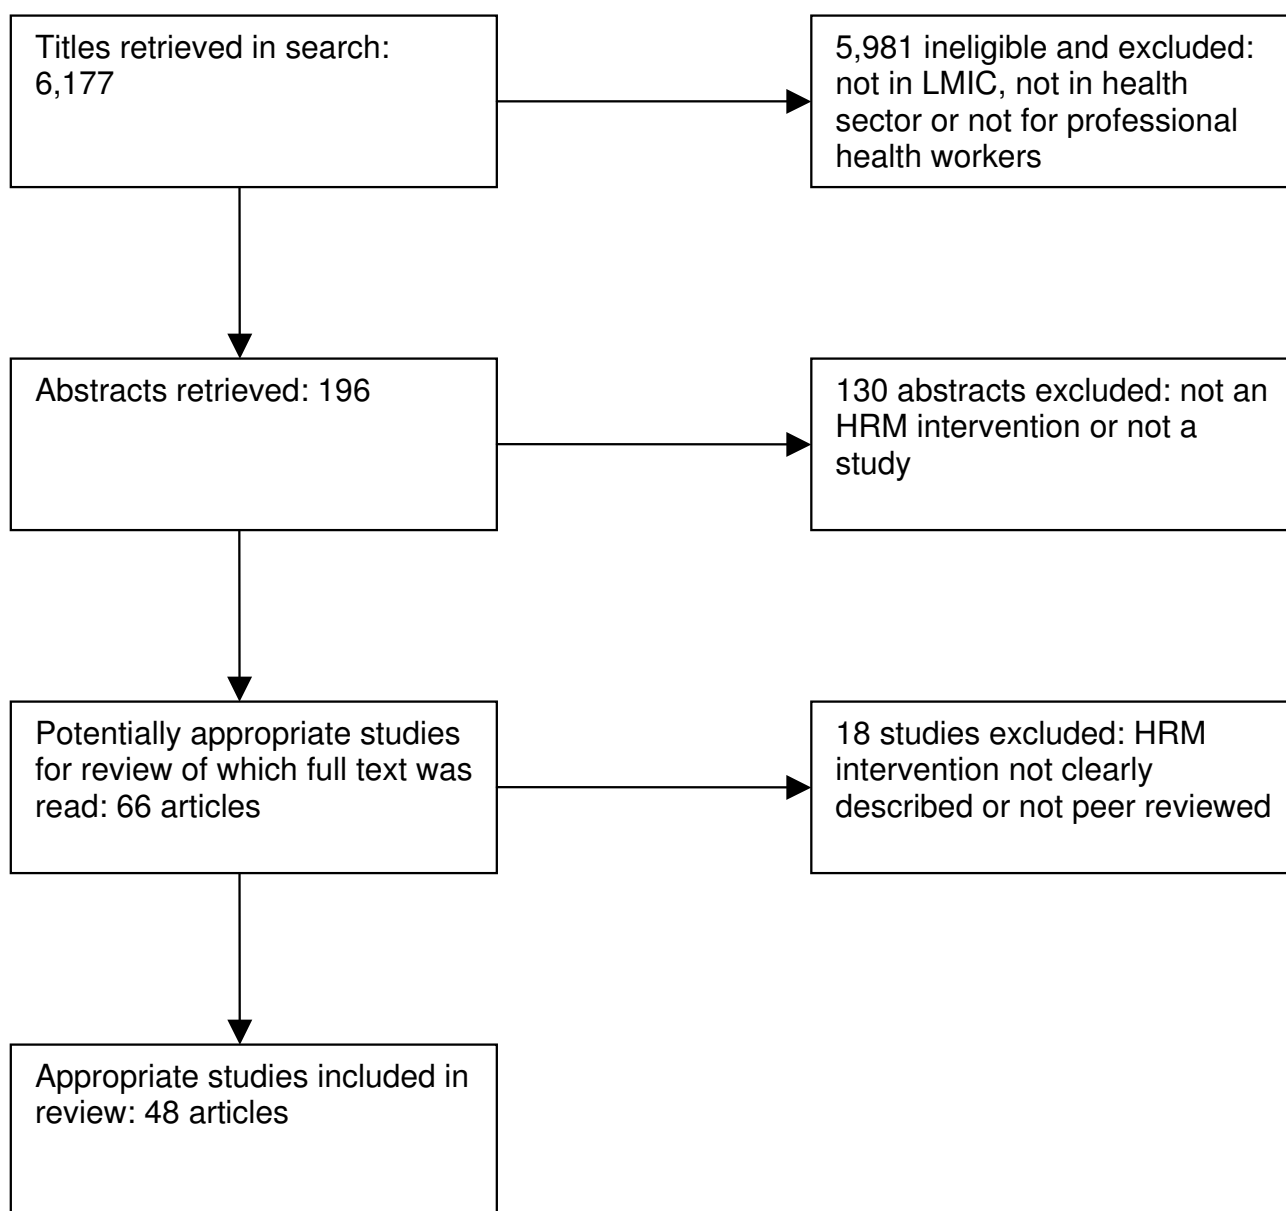 Titles retrieved in search:
6,177
5,981 ineligible and excluded:
not in LMIC, not in health
sector or not for professional
health workers
Abstracts retrieved: 196
130 abstracts excluded: not an
HRM intervention or not a
study
Potentially appropriate studies
for review of which full text was
read: 66 articles
18 studies excluded: HRM
intervention not clearly
described or not peer reviewed
Appropriate studies included in
review: 48 articles